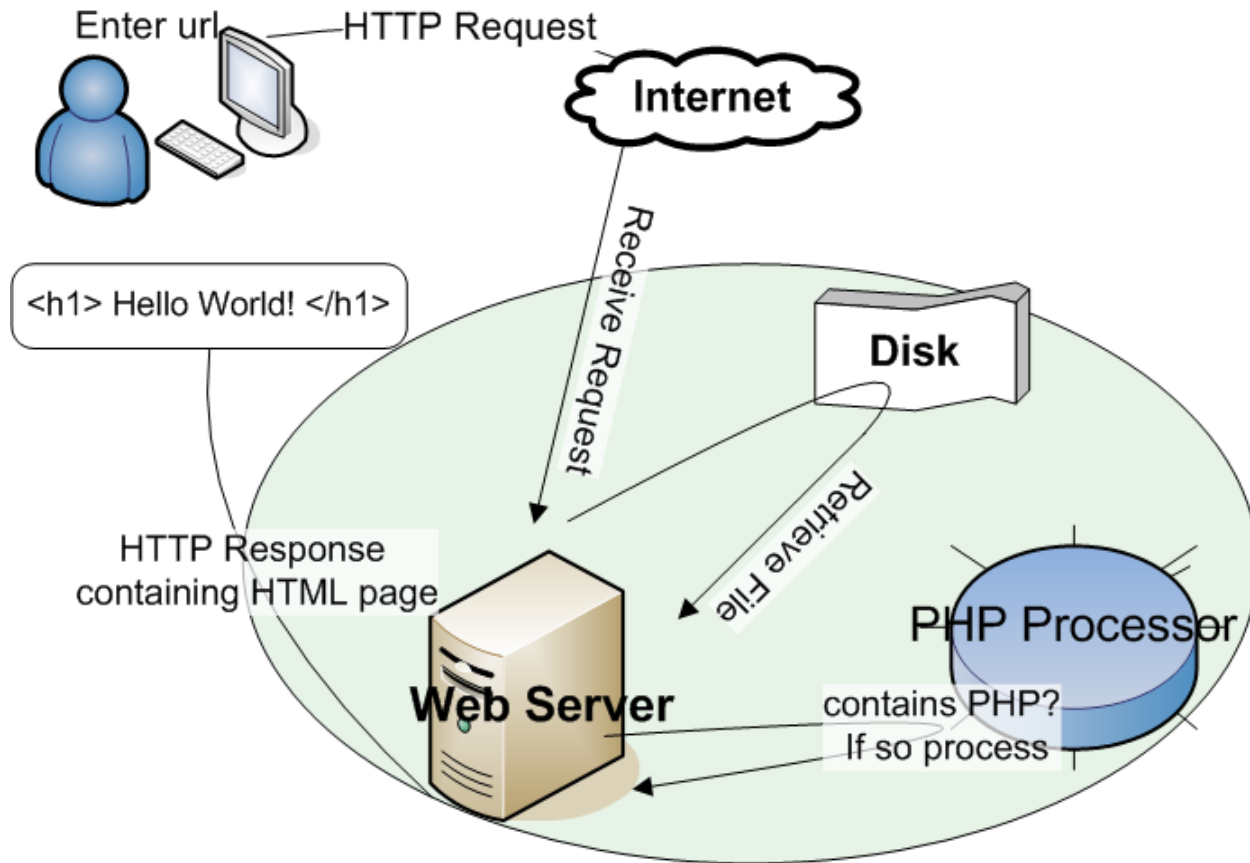 Enter url
HTTP Request
Internet
Receive Request
<h1> Hello World! </h1>
Disk
Retrieve File
HTTP Response
containing HTML page
PHP Processor
Web Server
contains PHP?
If so process